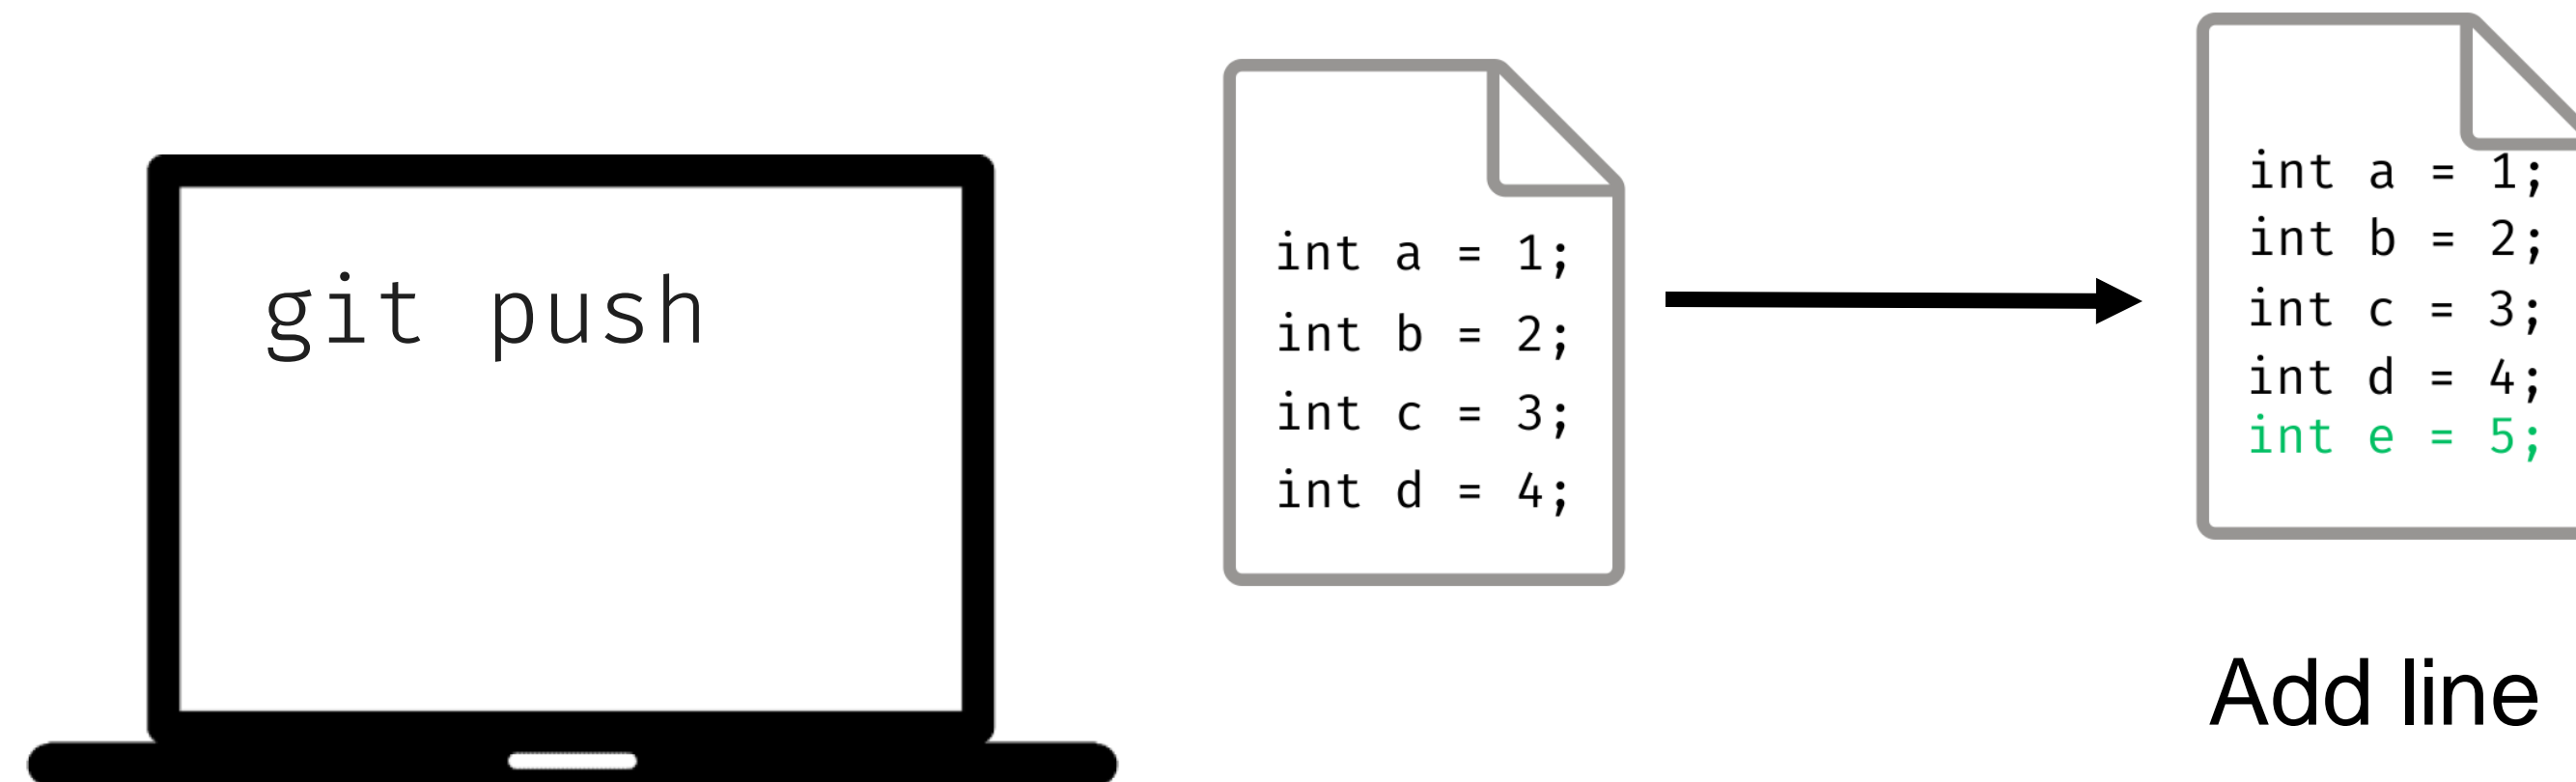 git push
int a = 1;
int b = 2;
int c = 3;
int d = 4;
int a = 1;
int b = 2;
int c = 3;
int d = 4;
int e = 5;
Add line